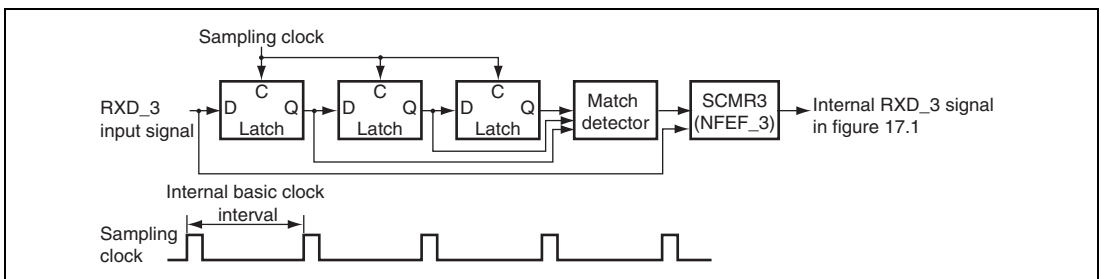 Sampling clock
RXD_3
input signal
C
D
Q
Latch
C
D
Q
Latch
C
D
Q
Latch
Match
detector
SCMR3
(NFEF_3)
Internal RXD_3 signal
in figure 17.1
Internal basic clock
interval
Sampling
clock